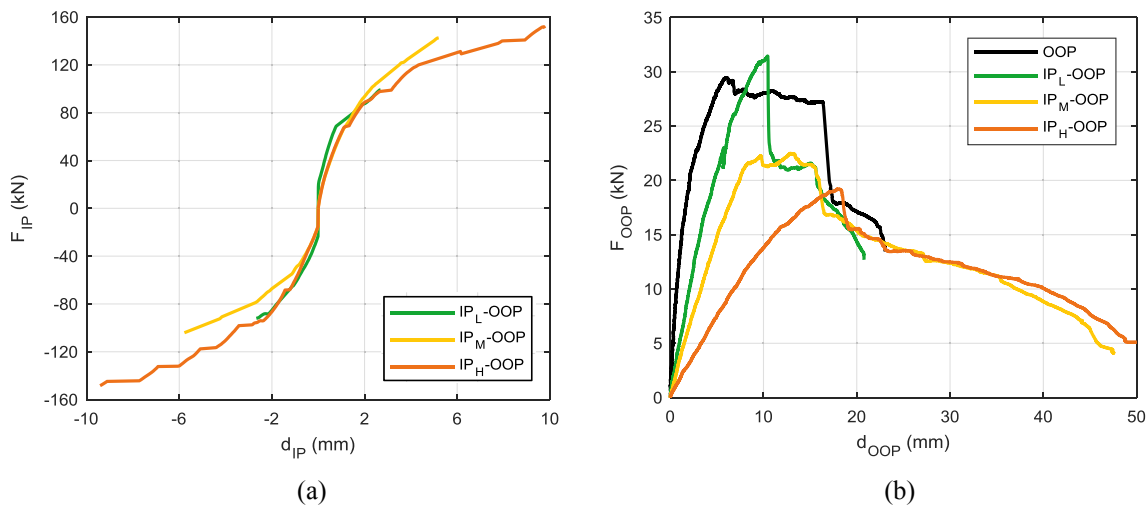 160
120
80
40
0
-40
-80
-120
-160
F_IP (kN)
-10
-6
-2
2
6
10
d_IP (mm)
IP_L-OOP
IP_M-OOP
IP_H-OOP
(a)
35
30
25
20
15
10
5
0
F_OOP (kN)
0
10
20
30
40
50
d_OOP (mm)
OOP
IP_L-OOP
IP_M-OOP
IP_H-OOP
(b)